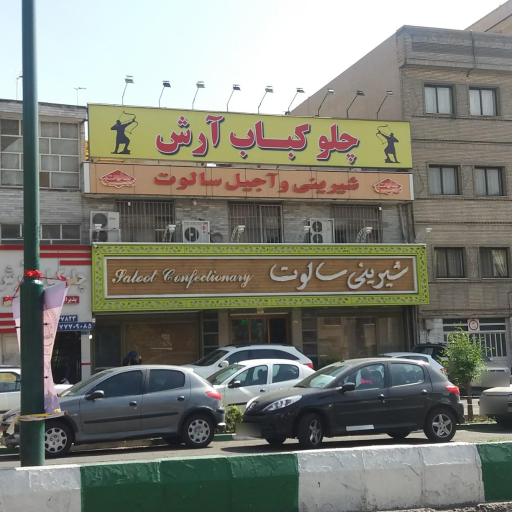 چلو کباب آرش
شیرینی و آجیل سالوت
Saloot Confectionary شیرینی سالوت